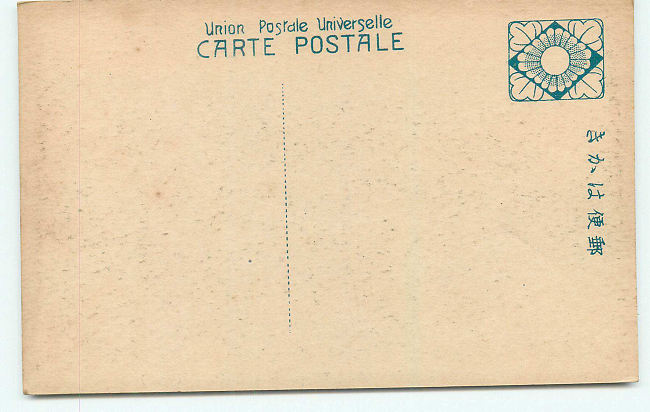 Union Postale Universelle
CARTE POSTALE
郵便はかき